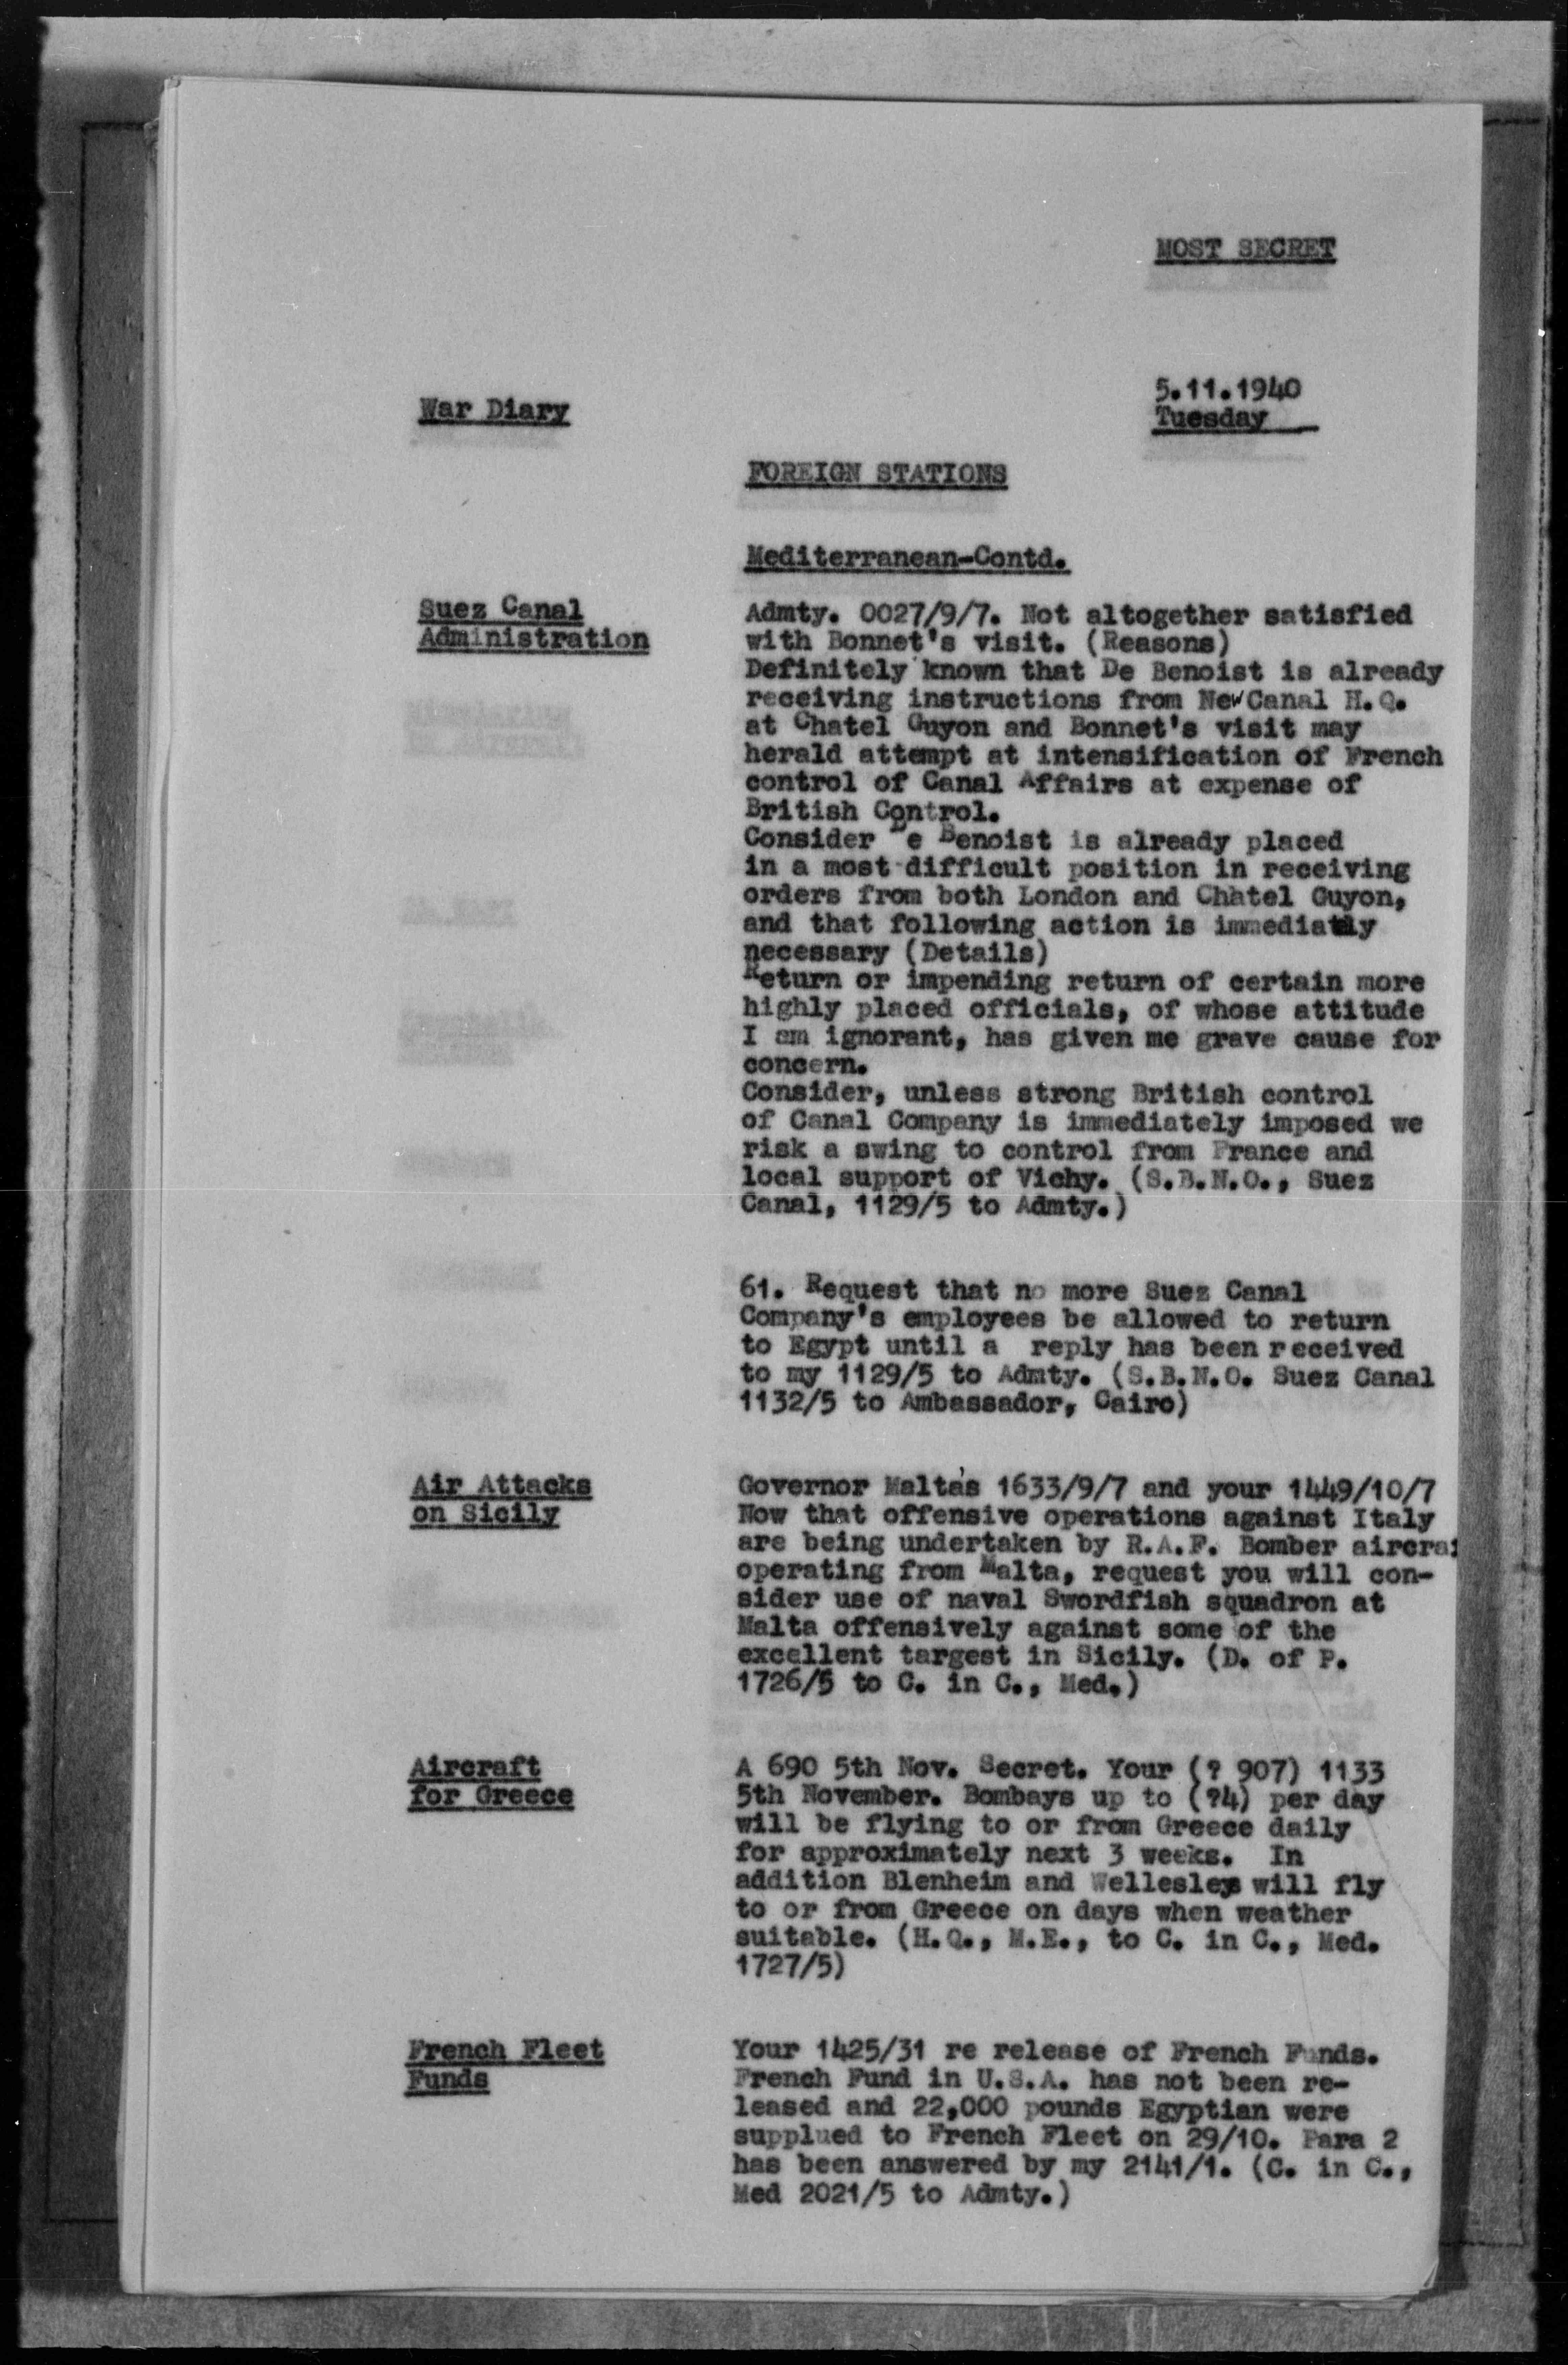 MOST SECRET
War Diary
5.11.1940
Tuesday
FOREIGN STATIONS
Mediterranean-Contd.
Suez Canal
Administration
Admty. 0027/9/7. Not altogether satisfied
with Bonnet's visit. (Reasons)
Definitely known that De Benoist is already
receiving instructions from New Canal H.Q.
at Chatel Guyon and Bonnet's visit may
herald attempt at intensification of French
control of Canal Affairs at expense of
British Control.
Consider De Benoist is already placed
in a most difficult position in receiving
orders from both London and Chatel Guyon,
and that following action is immediatly
necessary (Details)
Return or impending return of certain more
highly placed officials, of whose attitude
I am ignorant, has given me grave cause for
concern.
Consider, unless strong British control
of Canal Company is immediately imposed we
risk a swing to control from France and
local support of Vichy. (S.B.N.O., Suez
Canal, 1129/5 to Admty.)
61. Request that no more Suez Canal
Company's employees be allowed to return
to Egypt until a reply has been received
to my 1129/5 to Admty. (S.B.N.O. Suez Canal
1132/5 to Ambassador, Cairo)
Air Attacks
on Sicily
Governor Malta's 1633/9/7 and your 1449/10/7
Now that offensive operations against Italy
are being undertaken by R.A.F. Bomber aircra
operating from Malta, request you will con-
sider use of naval Swordfish squadron at
Malta offensively against some of the
excellent targest in Sicily. (D. of P.
1726/5 to C. in C., Med.)
Aircraft
for Greece
A 690 5th Nov. Secret. Your (? 907) 1133
5th November. Bombays up to (?4) per day
will be flying to or from Greece daily
for approximately next 3 weeks. In
addition Blenheim and Wellesleys will fly
to or from Greece on days when weather
suitable. (H.Q., M.E., to C. in C., Med.
1727/5)
French Fleet
Funds
Your 1425/31 re release of French Funds.
French Fund in U.S.A. has not been re-
leased and 22,000 pounds Egyptian were
supplued to French Fleet on 29/10. Para 2
has been answered by my 2141/1. (C. in C.,
Med 2021/5 to Admty.)